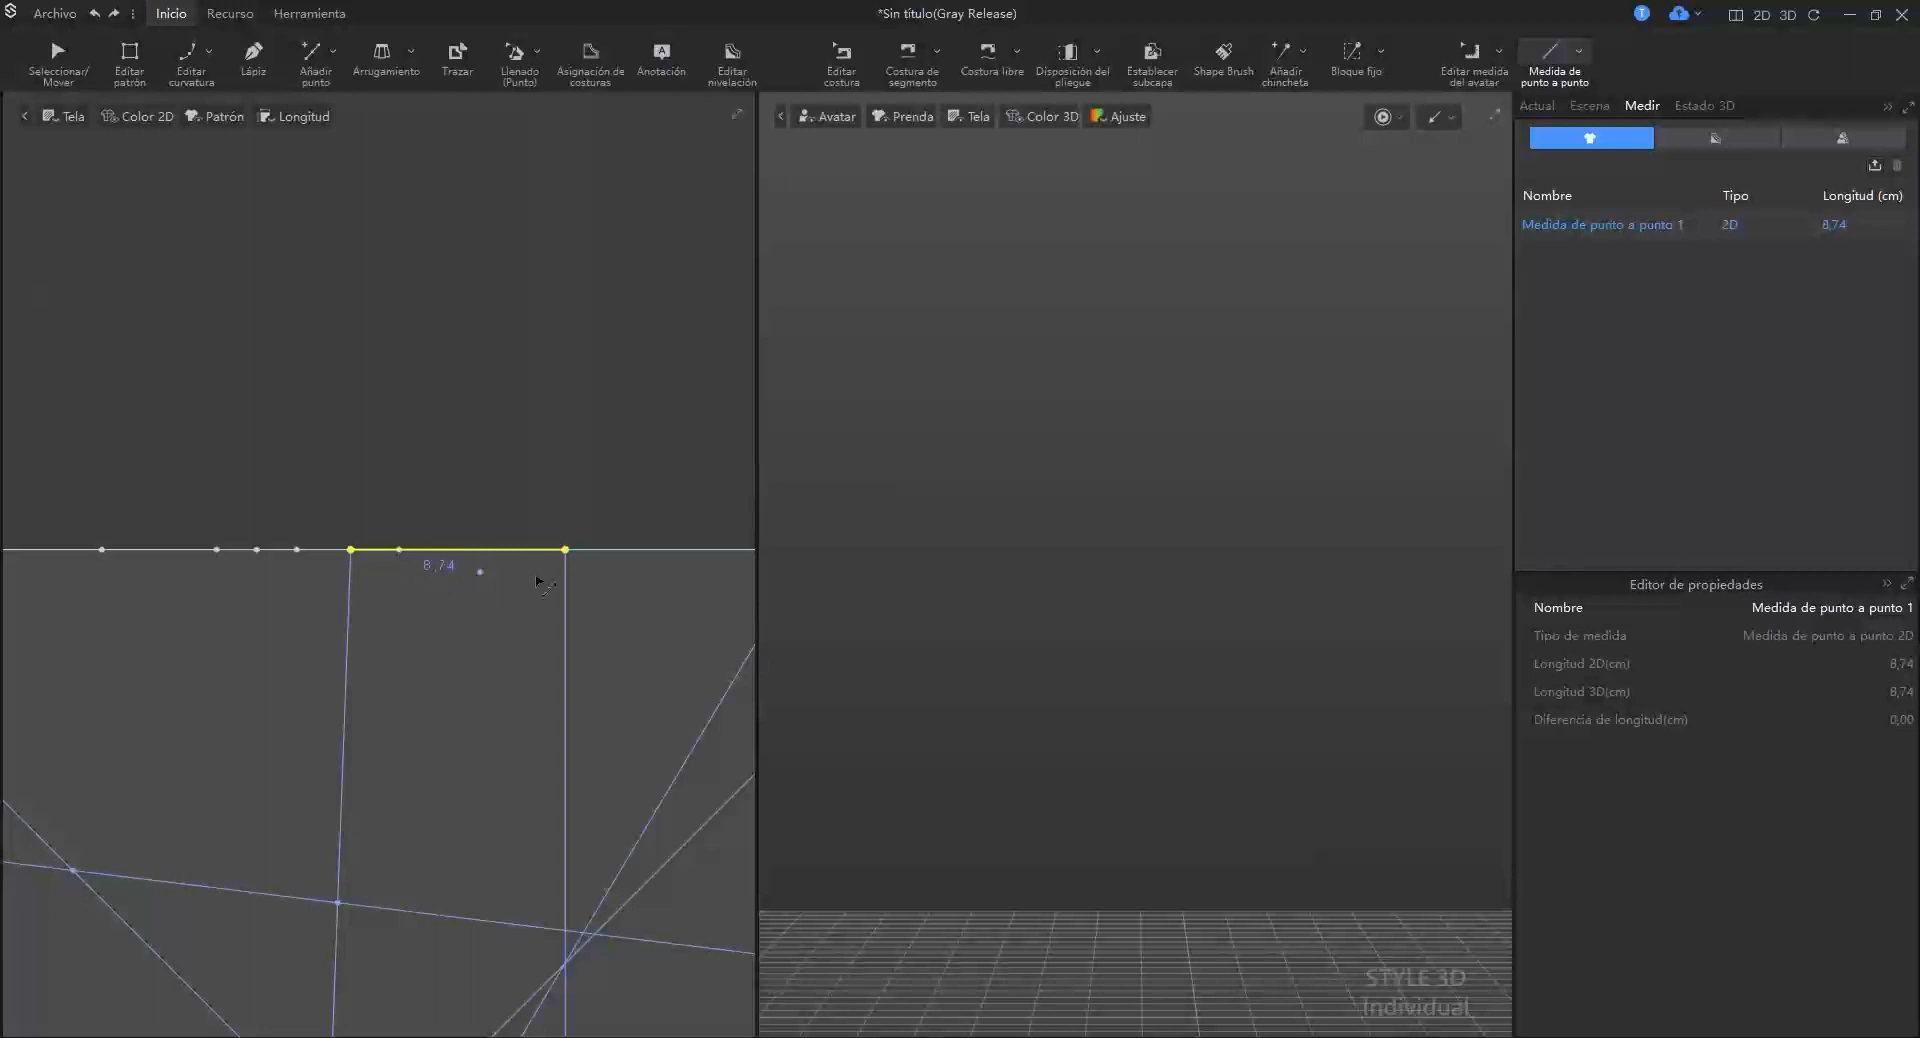 Archivo
Inicio
Recurso
Herramienta
*Sin título(Gray Release)
T
2D
3D
Seleccionar/
Mover
Editar
patrón
Editar
curvatura
Lápiz
Añadir
punto
Arrugamiento
Trazar
Llenado
(Punto)
Asignación de
costuras
A
Anotación
Editar
nivelación
Editar
costura
Costura de
segmento
Costura libre
Disposición del
pliegue
Establecer
subcapa
Shape Brush
Añadir
chincheta
Bloque fijo
Editar medida
del avatar
Medida de
punto a punto
Tela
Color 2D
Patrón
Longitud
Avatar
Prenda
Tela
Color 3D
Ajuste
Actual
Escena
Medir
Estado 3D
Nombre
Tipo
Longitud (cm)
Medida de punto a punto 1
2D
8,74
8,74
Editor de propiedades
Nombre
Medida de punto a punto 1
Tipo de medida
Medida de punto a punto 2D
Longitud 2D(cm)
8,74
Longitud 3D(cm)
8,74
Diferencia de longitud(cm)
0,00
STYLE 3D
Individual